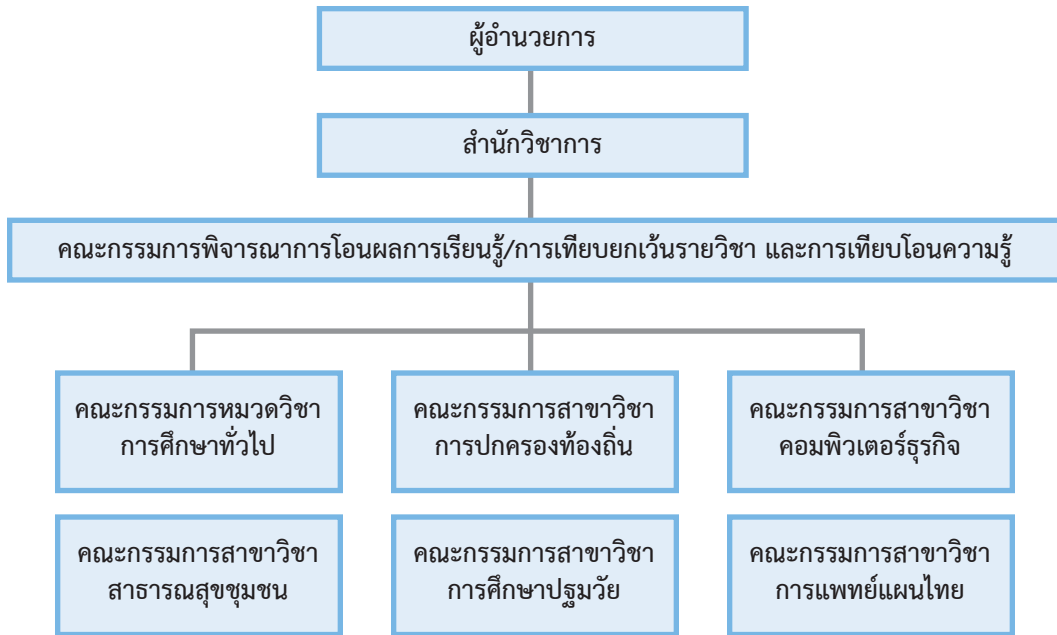 ผู้อำนวยการ
สำนักวิชาการ
คณะกรรมการพิจารณาการโอนผลการเรียนรู้/การเทียบยกเว้นรายวิชา และการเทียบโอนความรู้
คณะกรรมการหมวดวิชา
การศึกษาทั่วไป
คณะกรรมการสาขาวิชา
การปกครองท้องถิ่น
คณะกรรมการสาขาวิชา
คอมพิวเตอร์ธุรกิจ
คณะกรรมการสาขาวิชา
สาธารณสุขชุมชน
คณะกรรมการสาขาวิชา
การศึกษาปฐมวัย
คณะกรรมการสาขาวิชา
การแพทย์แผนไทย